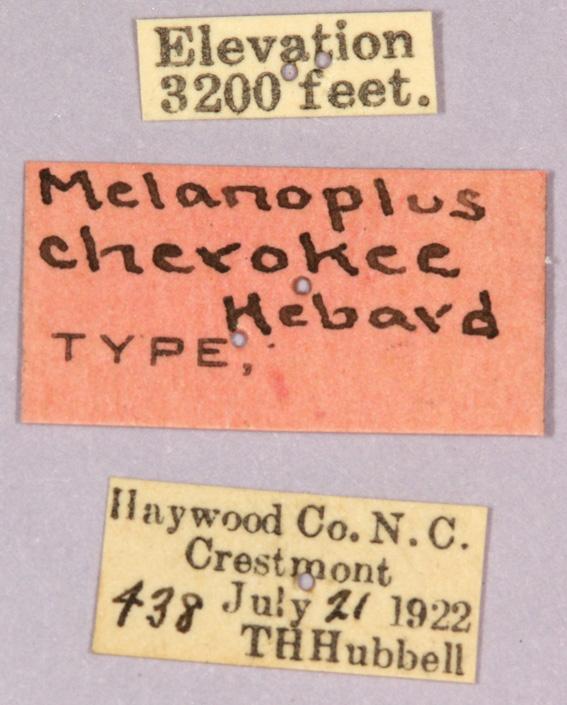 Elevation
3200 feet.
Melanoplus
cherokee
Hebard
TYPE,
Haywood Co. N. C.
Crestmont
438 July 21 1922
THHubbell